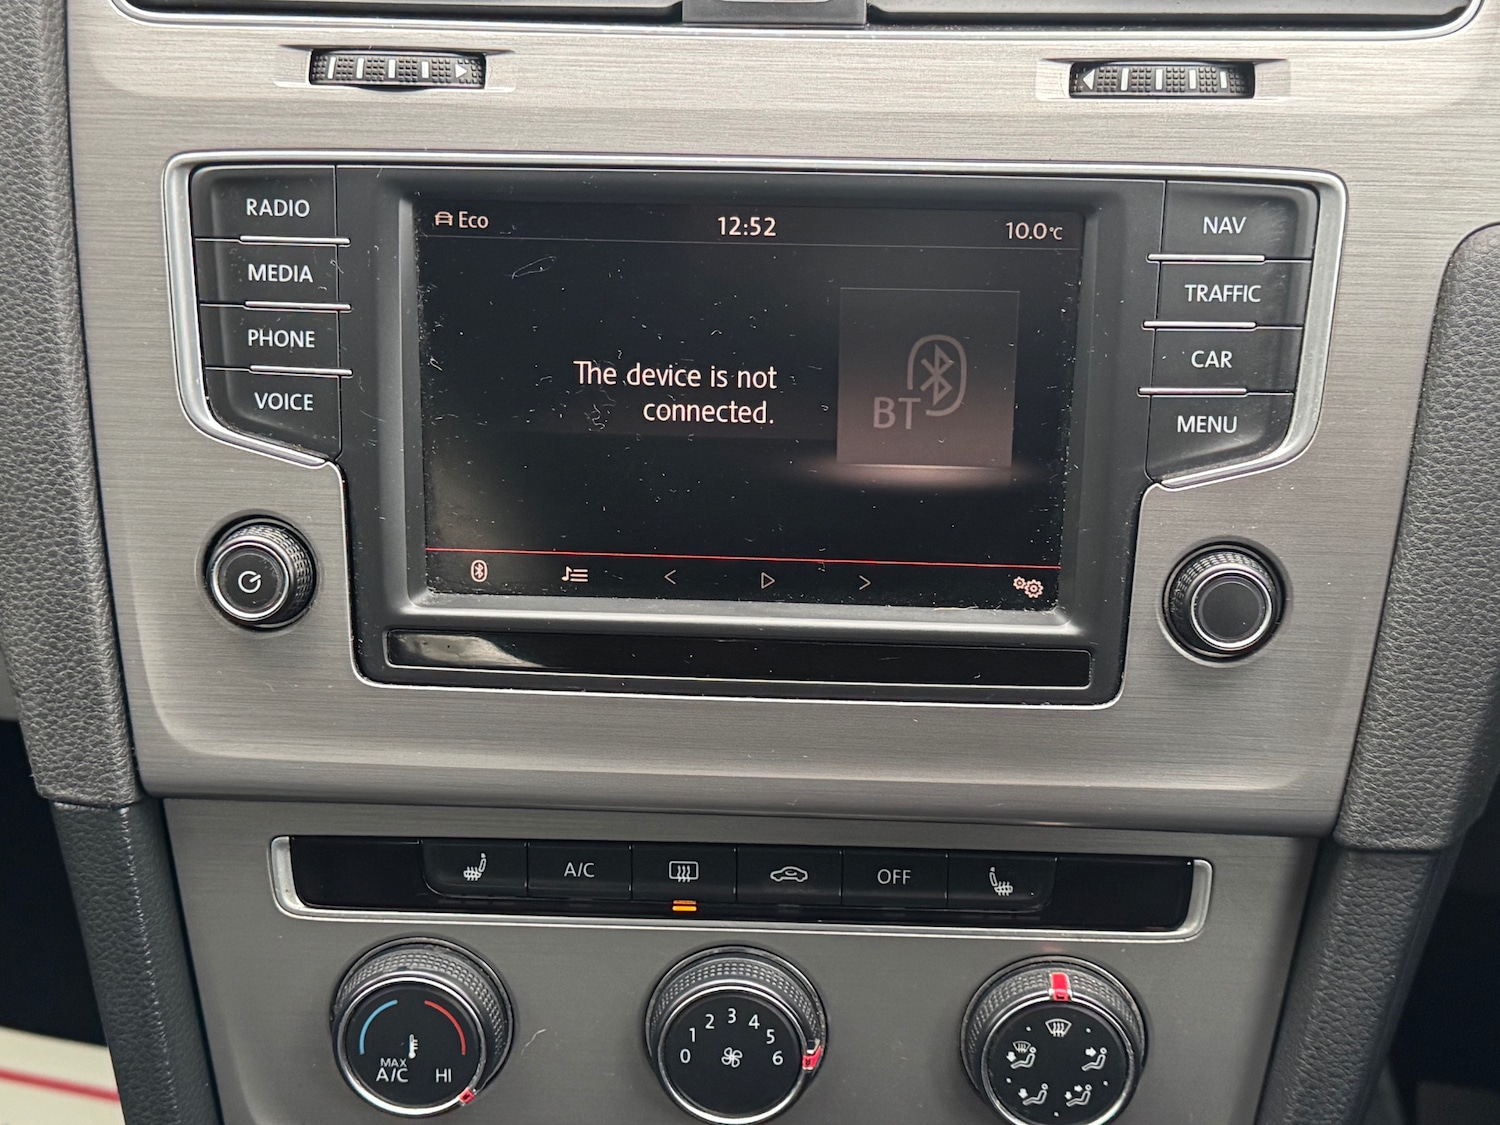 RADIO
MEDIA
PHONE
VOICE
Eco
12:52
10.0°C
The device is not
connected.
BT
NAV
TRAFFIC
CAR
MENU
A/C
OFF
MAX
A/C HI
0 1 2 3 4 5 6